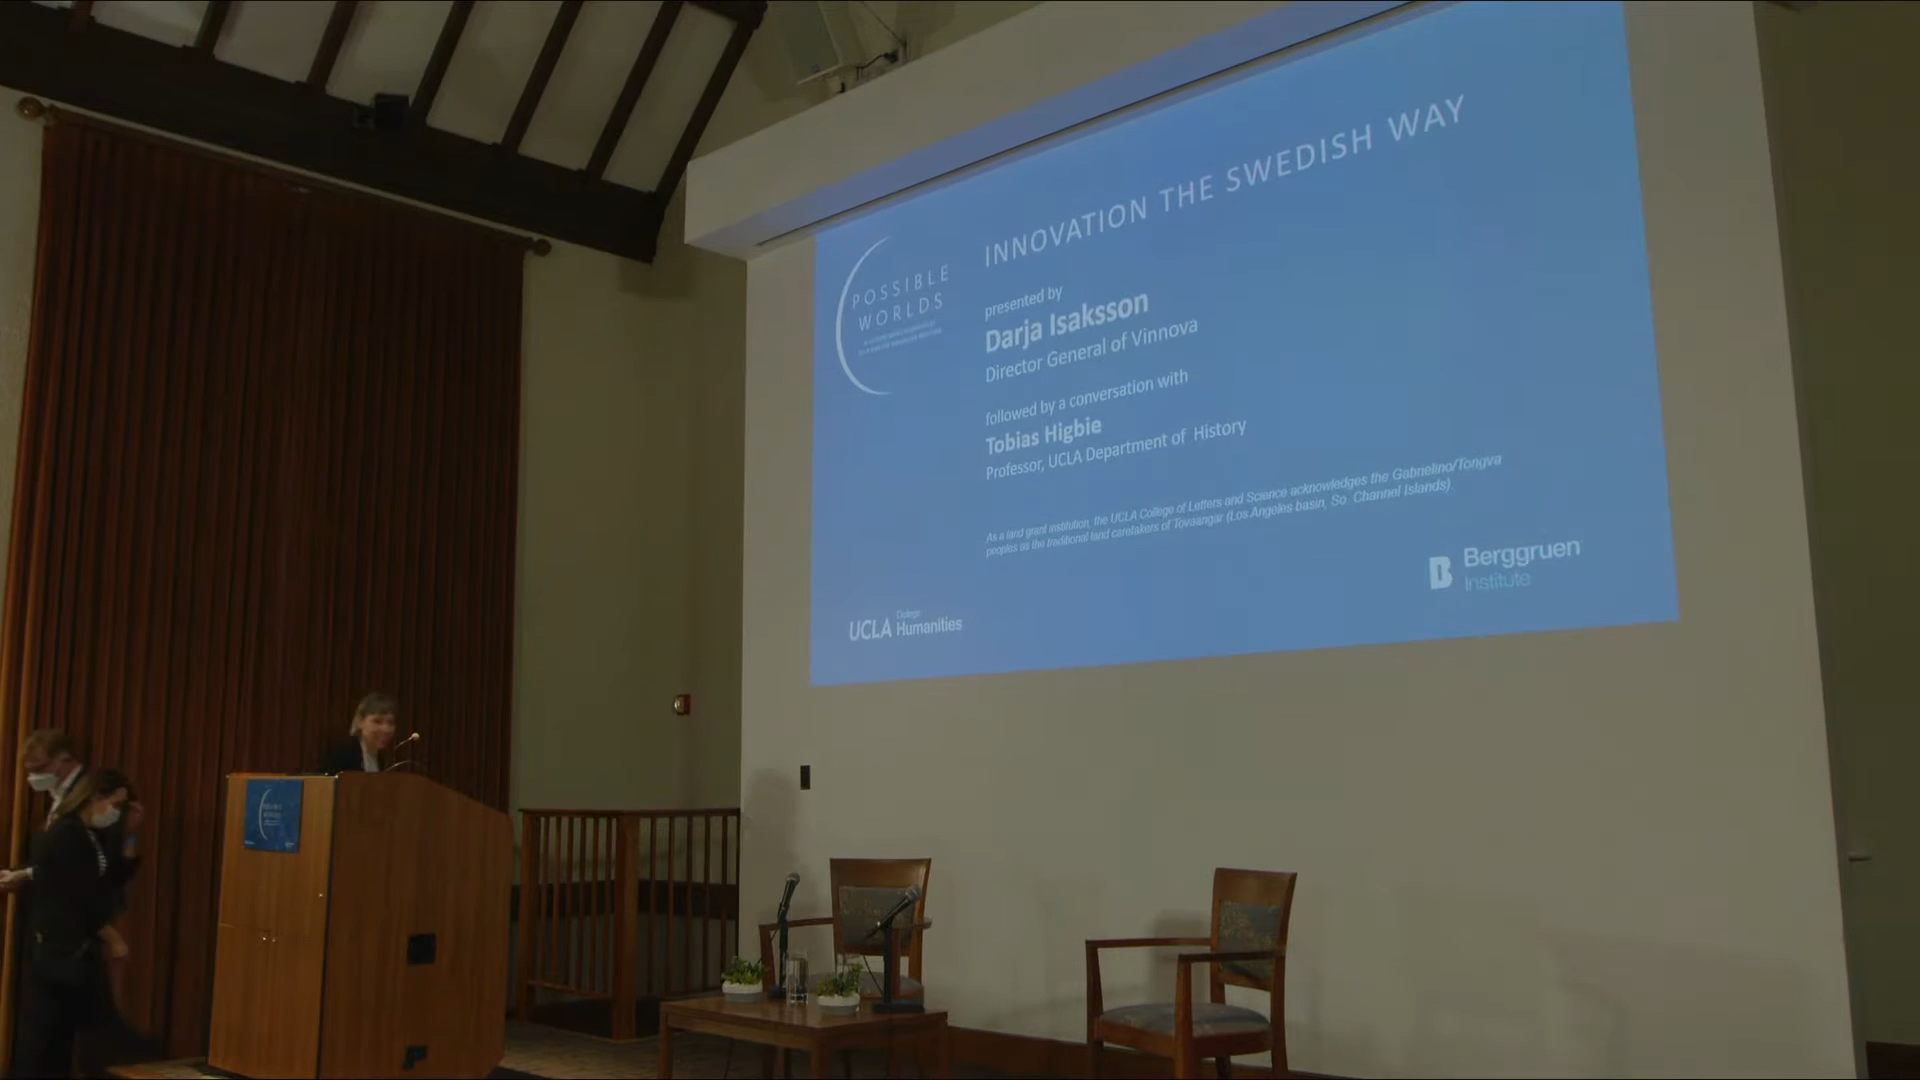 INNOVATION THE SWEDISH WAY
POSSIBLE
WORLDS
presented by
Darja Isaksson
Director General of Vinnova
followed by a conversation with
Tobias Higbie
Professor, UCLA Department of History
As a land grant institution, the UCLA College of Letters and Science acknowledges the Gabrielino/Tongva
peoples as the traditional land caretakers of Tovaangar (Los Angeles basin, So. Channel Islands).
Berggruen
Institute
College
UCLA Humanities